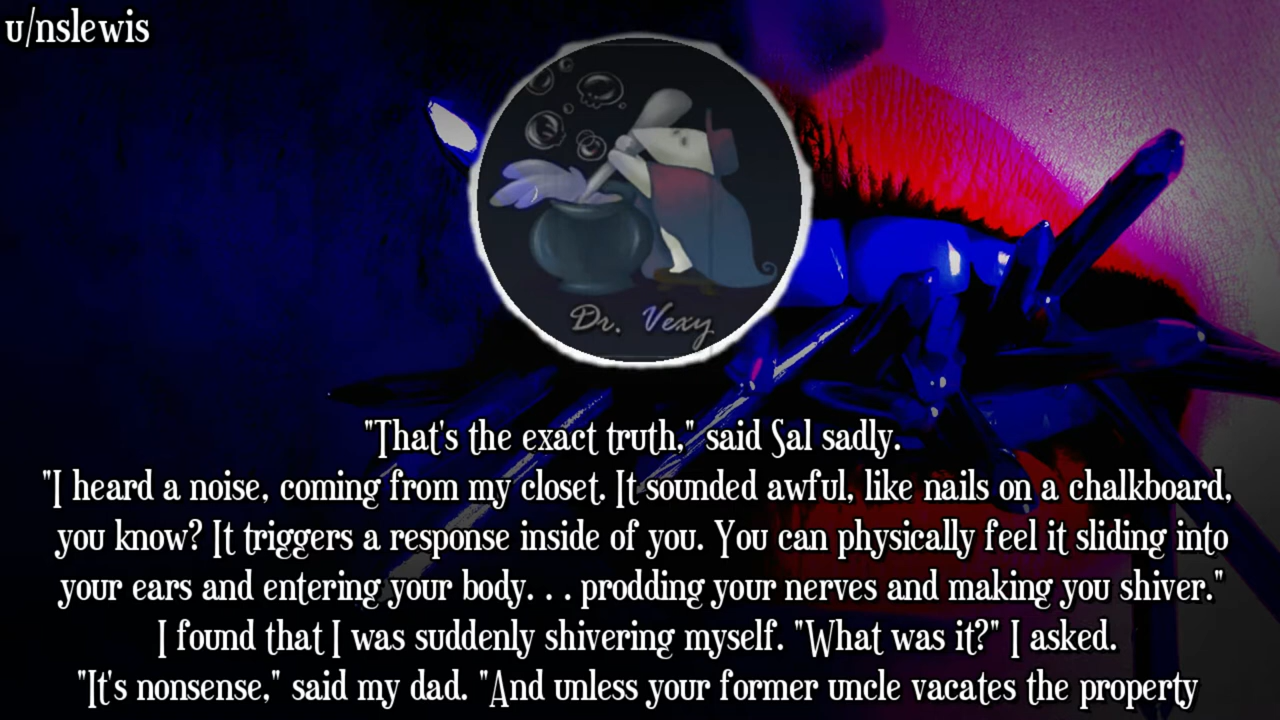 u/nslewis
Dr. Vexy
"That's the exact truth," said Sal sadly.
"I heard a noise, coming from my closet. It sounded awful, like nails on a chalkboard,
you know? It triggers a response inside of you. You can physically feel it sliding into
your ears and entering your body. . . prodding your nerves and making you shiver."
I found that I was suddenly shivering myself. "What was it?" I asked.
"It's nonsense," said my dad. "And unless your former uncle vacates the property